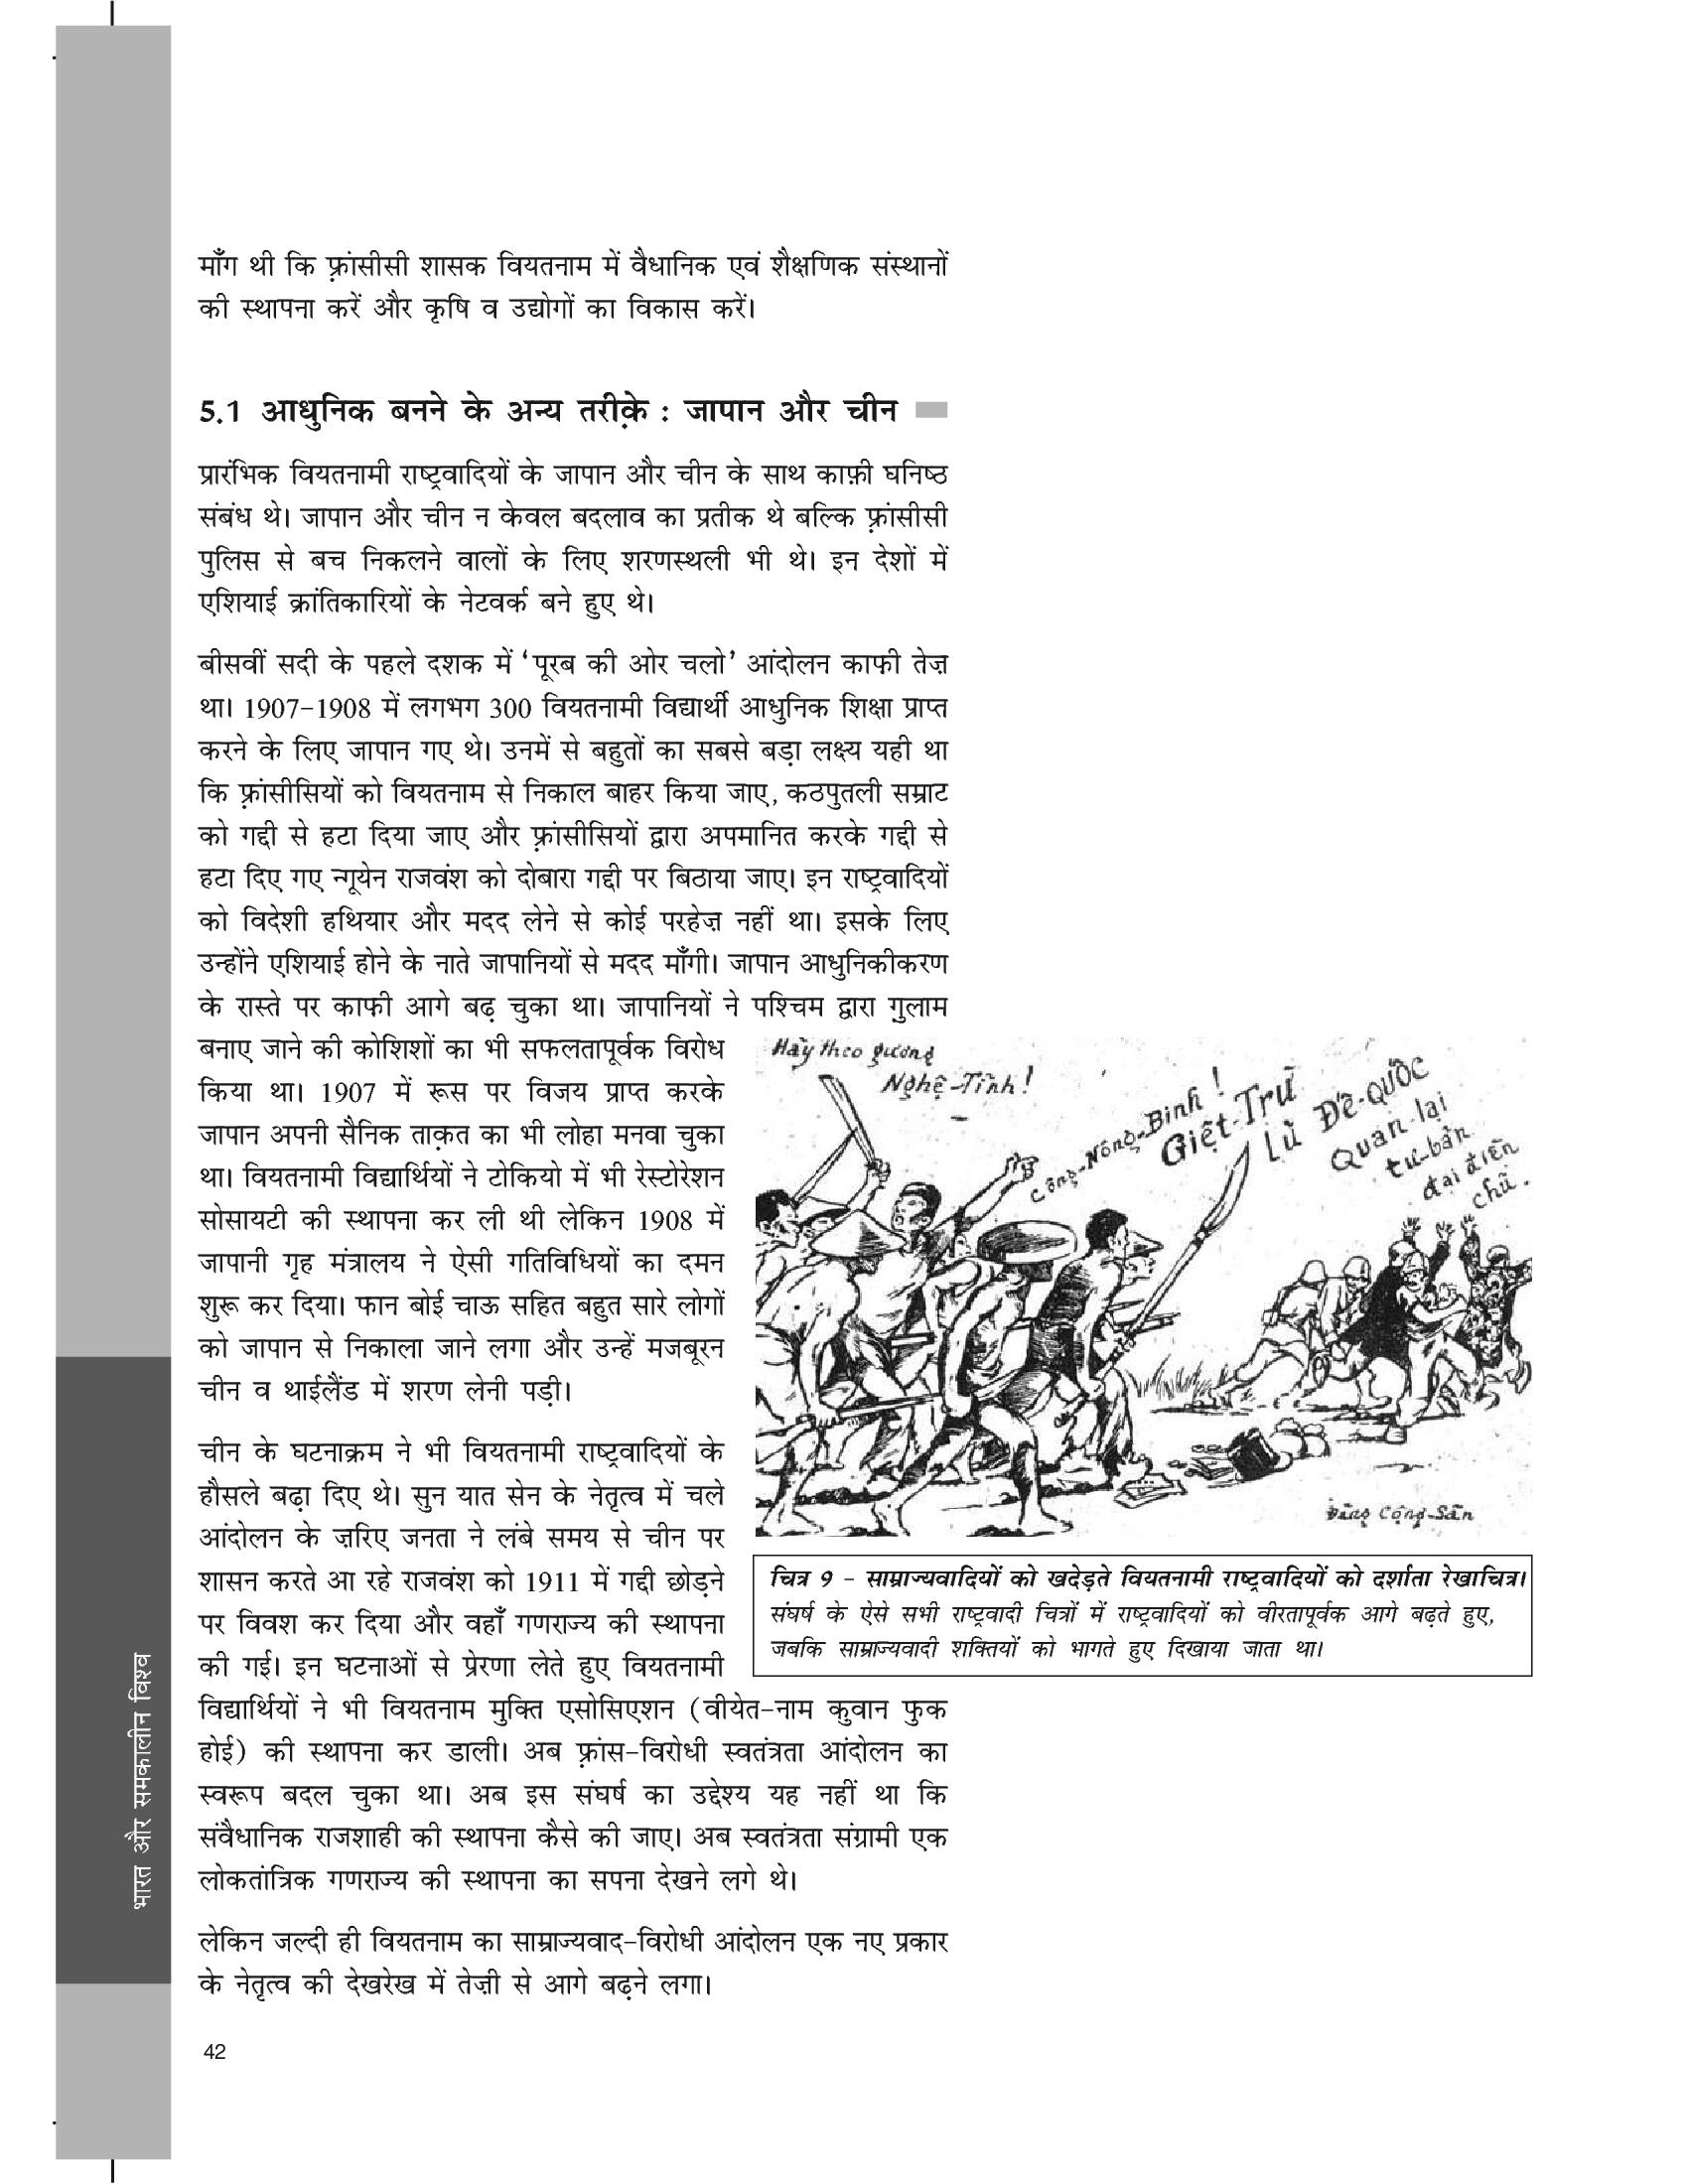 माँग थी कि फ़्रांसीसी शासक वियतनाम में वैधानिक एवं शैक्षणिक संस्थानों
की स्थापना करें और कृषि व उद्योगों का विकास करें।
5.1 आधुनिक बनने के अन्य तरीक़े : जापान और चीन
प्रारंभिक वियतनामी राष्ट्रवादियों के जापान और चीन के साथ काफ़ी घनिष्ठ
संबंध थे। जापान और चीन न केवल बदलाव का प्रतीक थे बल्कि फ़्रांसीसी
पुलिस से बच निकलने वालों के लिए शरणस्थली भी थे। इन देशों में
एशियाई क्रांतिकारियों के नेटवर्क बने हुए थे।
बीसवीं सदी के पहले दशक में ‘पूरब की ओर चलो’ आंदोलन काफी तेज़
था। 1907-1908 में लगभग 300 वियतनामी विद्यार्थी आधुनिक शिक्षा प्राप्त
करने के लिए जापान गए थे। उनमें से बहुतों का सबसे बड़ा लक्ष्य यही था
कि फ़्रांसीसियों को वियतनाम से निकाल बाहर किया जाए, कठपुतली सम्राट
को गद्दी से हटा दिया जाए और फ़्रांसीसियों द्वारा अपमानित करके गद्दी से
हटा दिए गए न्गूयेन राजवंश को दोबारा गद्दी पर बिठाया जाए। इन राष्ट्रवादियों
को विदेशी हथियार और मदद लेने से कोई परहेज़ नहीं था। इसके लिए
उन्होंने एशियाई होने के नाते जापानियों से मदद माँगी। जापान आधुनिकीकरण
के रास्ते पर काफी आगे बढ़ चुका था। जापानियों ने पश्चिम द्वारा गुलाम
बनाए जाने की कोशिशों का भी सफलतापूर्वक विरोध
किया था। 1907 में रूस पर विजय प्राप्त करके
जापान अपनी सैनिक ताक़त का भी लोहा मनवा चुका
था। वियतनामी विद्यार्थियों ने टोकियो में भी रेस्टोरेशन
सोसायटी की स्थापना कर ली थी लेकिन 1908 में
जापानी गृह मंत्रालय ने ऐसी गतिविधियों का दमन
शुरू कर दिया। फान बोई चाऊ सहित बहुत सारे लोगों
को जापान से निकाला जाने लगा और उन्हें मजबूरन
चीन व थाईलैंड में शरण लेनी पड़ी।
चीन के घटनाक्रम ने भी वियतनामी राष्ट्रवादियों के
हौसले बढ़ा दिए थे। सुन यात सेन के नेतृत्व में चले
आंदोलन के ज़रिए जनता ने लंबे समय से चीन पर
शासन करते आ रहे राजवंश को 1911 में गद्दी छोड़ने
पर विवश कर दिया और वहाँ गणराज्य की स्थापना
की गई। इन घटनाओं से प्रेरणा लेते हुए वियतनामी
विद्यार्थियों ने भी वियतनाम मुक्ति एसोसिएशन (वीयेत-नाम कुवान फुक
होई) की स्थापना कर डाली। अब फ़्रांस-विरोधी स्वतंत्रता आंदोलन का
स्वरूप बदल चुका था। अब इस संघर्ष का उद्देश्य यह नहीं था कि
संवैधानिक राजशाही की स्थापना कैसे की जाए। अब स्वतंत्रता संग्रामी एक
लोकतांत्रिक गणराज्य की स्थापना का सपना देखने लगे थे।
लेकिन जल्दी ही वियतनाम का साम्राज्यवाद-विरोधी आंदोलन एक नए प्रकार
के नेतृत्व की देखरेख में तेज़ी से आगे बढ़ने लगा।
Hãy theo gương
Nghệ-Tĩnh!
Công-Nông-Binh!
Giệt-Trừ
Lũ Đế-QUỐC
Quan-lại
tư-bản
đại điền
chủ.
Đảng Cộng-Sản
चित्र 9 - साम्राज्यवादियों को खदेड़ते वियतनामी राष्ट्रवादियों को दर्शाता रेखाचित्र।
संघर्ष के ऐसे सभी राष्ट्रवादी चित्रों में राष्ट्रवादियों को वीरतापूर्वक आगे बढ़ते हुए,
जबकि साम्राज्यवादी शक्तियों को भागते हुए दिखाया जाता था।
भारत और समकालीन विश्व
42